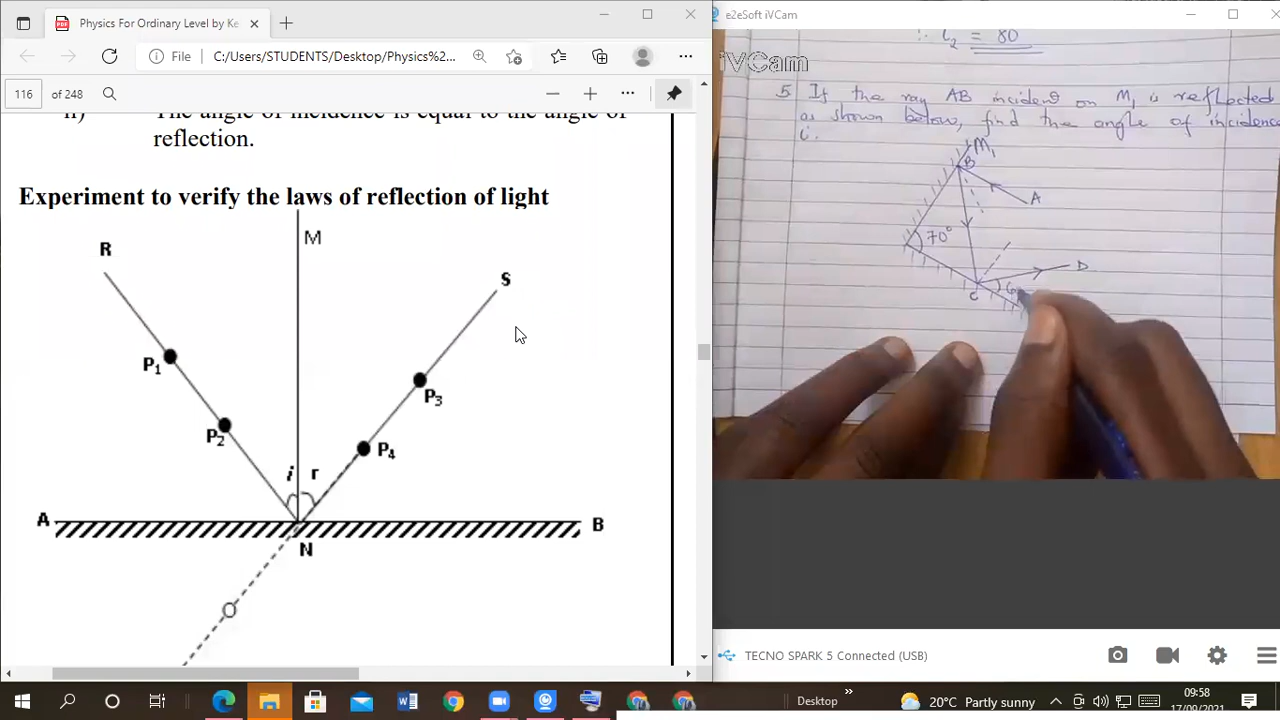 Physics For Ordinary Level by Ke
File
C:/Users/STUDENTS/Desktop/Physics%2...
116 of 248
ii) The angle of incidence is equal to the angle of
reflection.
Experiment to verify the laws of reflection of light
M
R
S
P1
P3
P2
P4
i r
A
B
N
O
e2eSoft iVCam
∴ i2 = 80
iVCam
5 If the ray AB incident on M1 is reflected
as shown below, find the angle of incidence
i.
M1
B
A
70°
D
C
TECNO SPARK 5 Connected (USB)
Desktop
20°C Partly sunny
09:58
17/09/2021